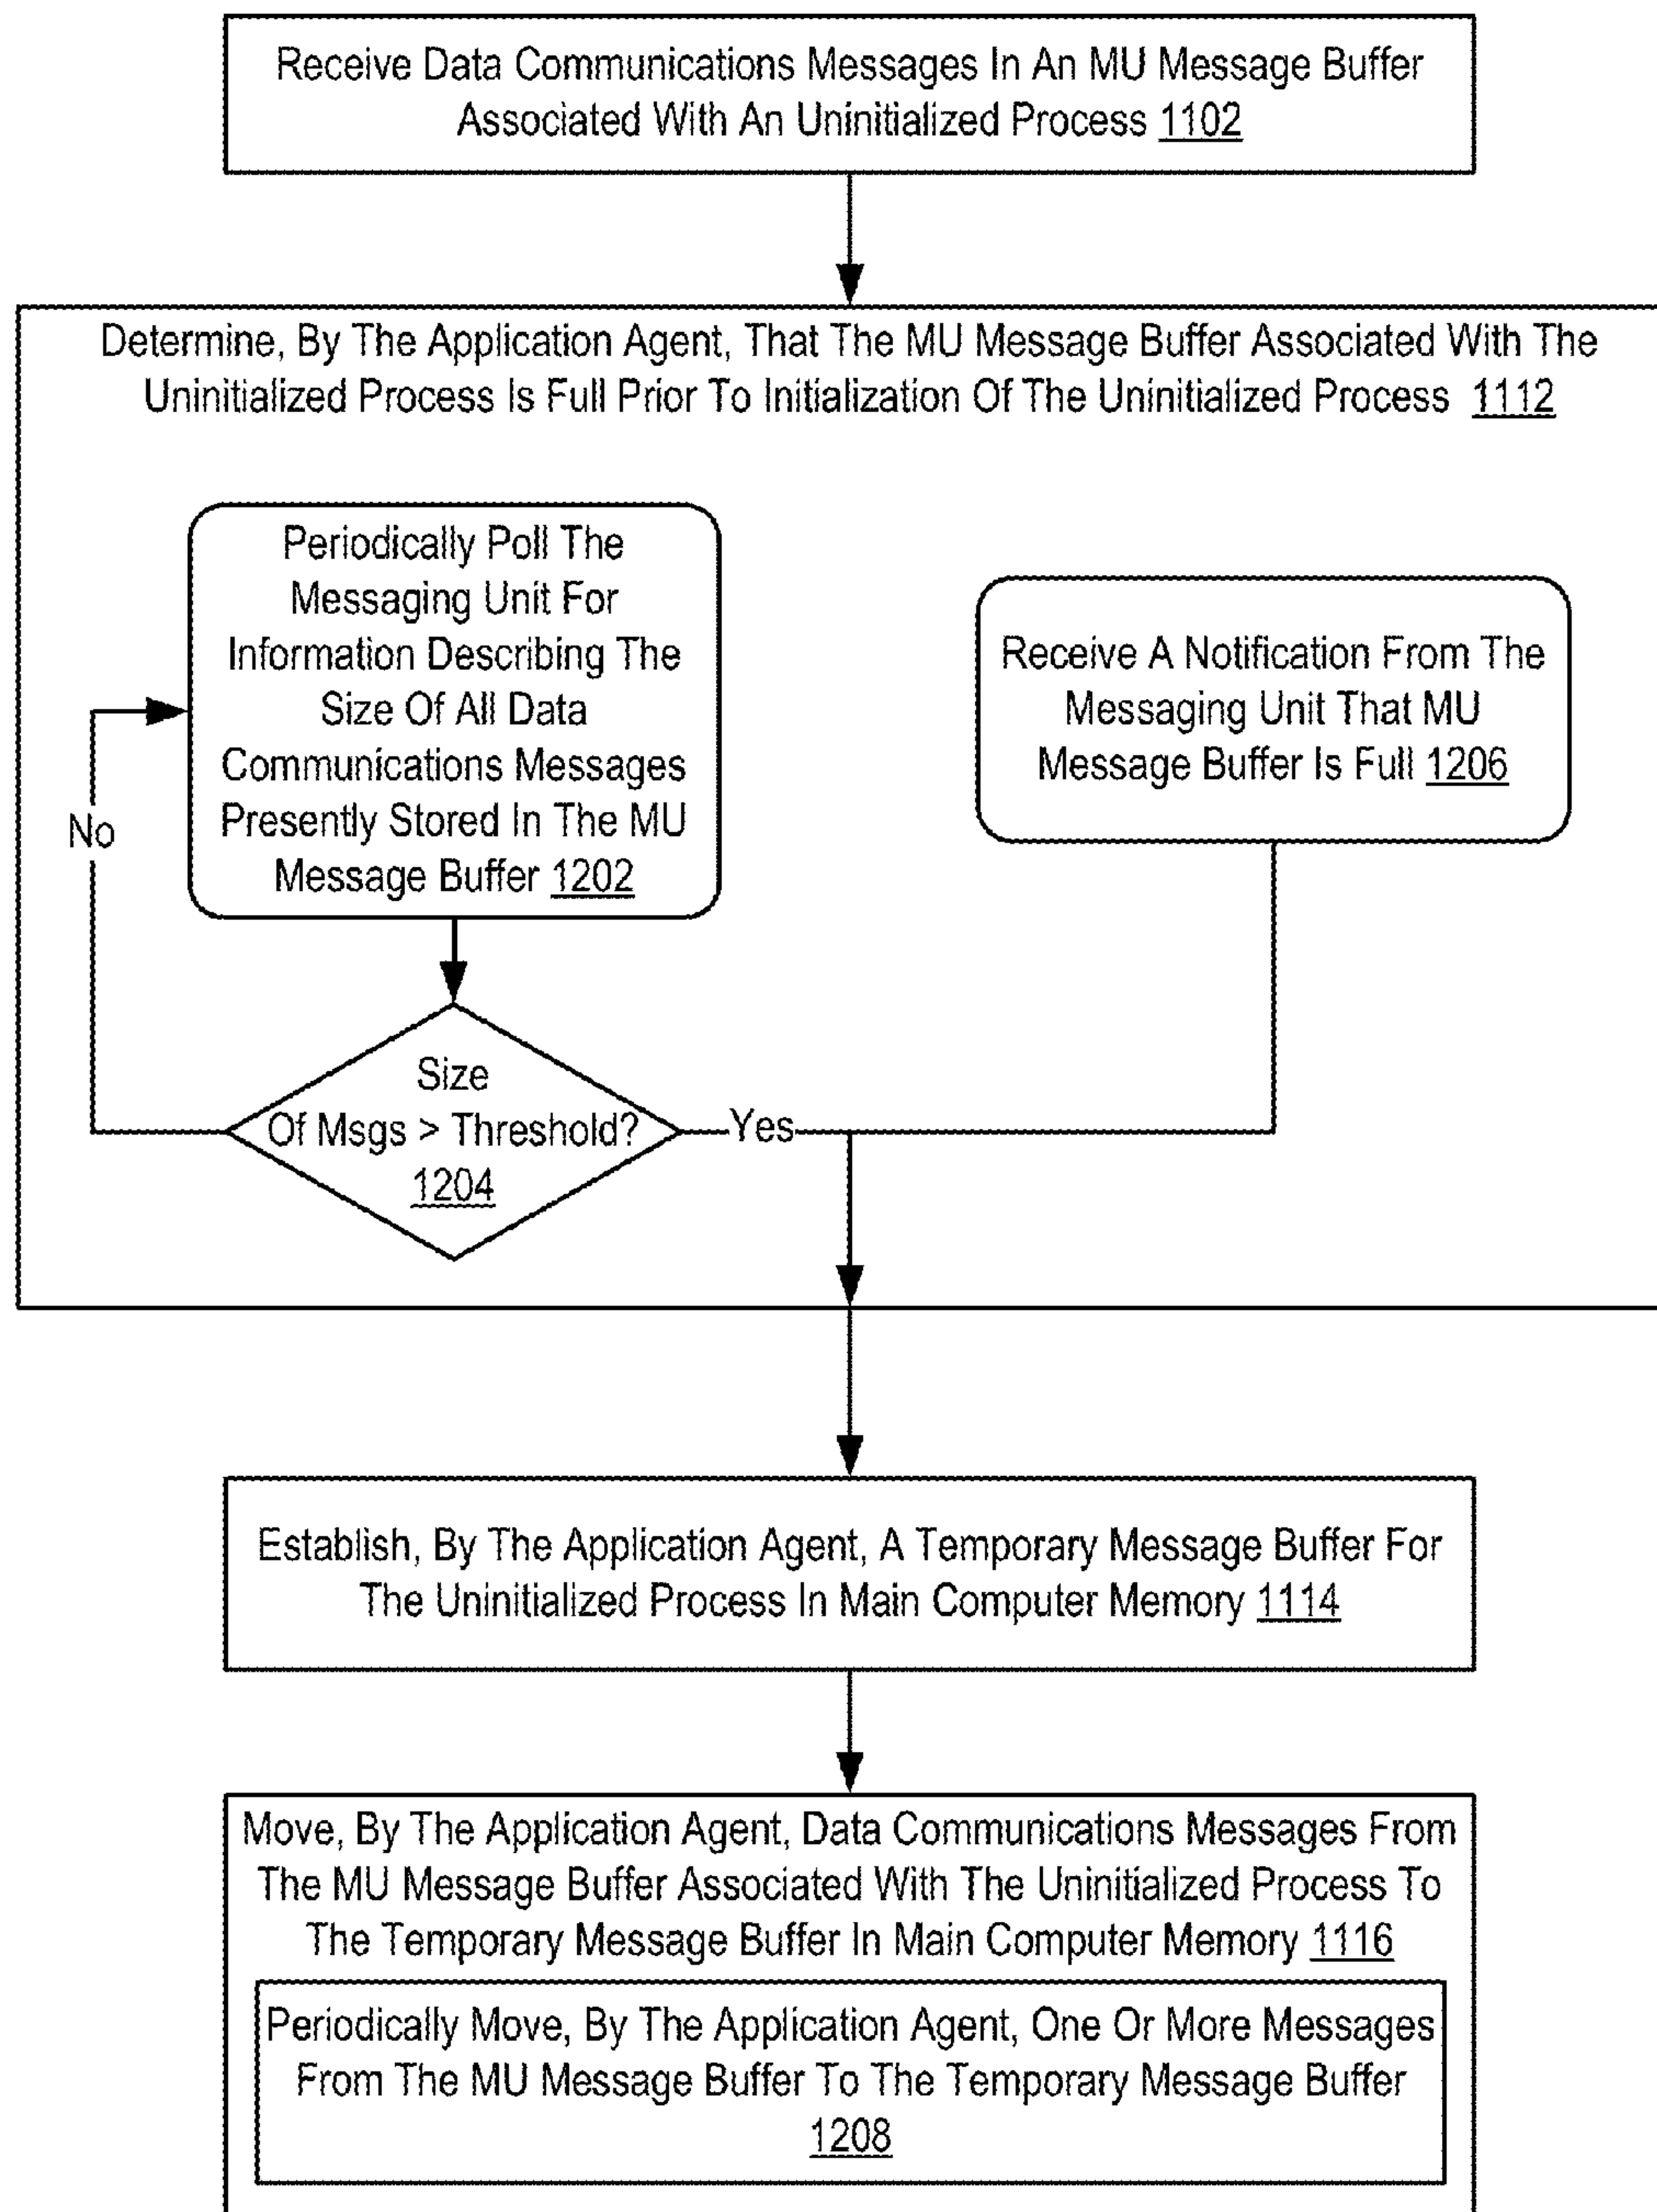 Receive Data Communications Messages In An MU Message Buffer
Associated With An Uninitialized Process 1102
Determine, By The Application Agent, That The MU Message Buffer Associated With The
Uninitialized Process Is Full Prior To Initialization Of The Uninitialized Process 1112
Periodically Poll The
Messaging Unit For
Information Describing The
Size Of All Data
Communications Messages
Presently Stored In The MU
Message Buffer 1202
Receive A Notification From The
Messaging Unit That MU
Message Buffer Is Full 1206
No
Size
Of Msgs > Threshold?
1204
Yes
Establish, By The Application Agent, A Temporary Message Buffer For
The Uninitialized Process In Main Computer Memory 1114
Move, By The Application Agent, Data Communications Messages From
The MU Message Buffer Associated With The Uninitialized Process To
The Temporary Message Buffer In Main Computer Memory 1116
Periodically Move, By The Application Agent, One Or More Messages
From The MU Message Buffer To The Temporary Message Buffer
1208